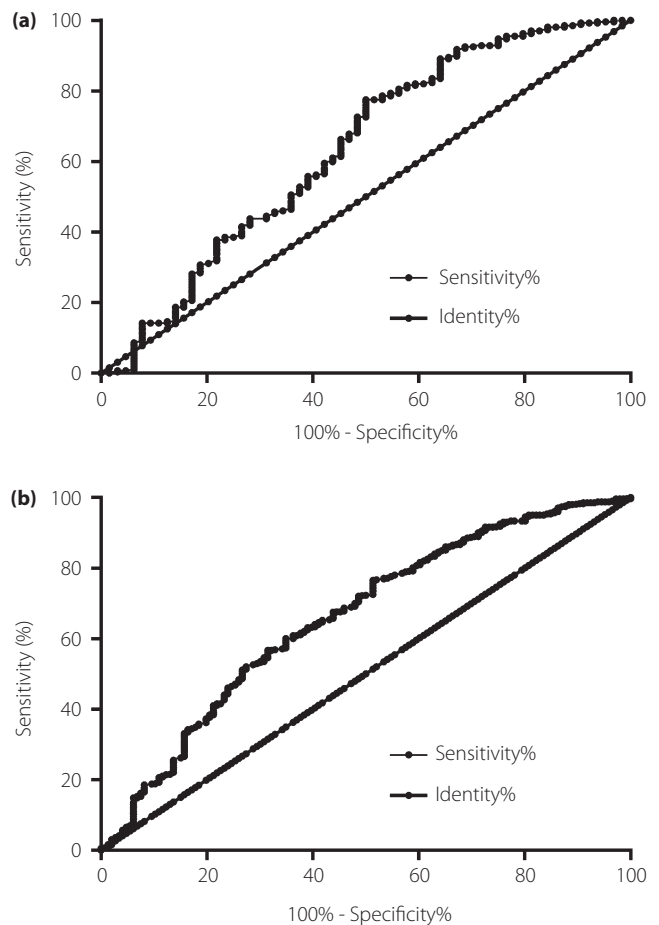 (a)
100
80
60
40
20
0
Sensitivity (%)
Sensitivity%
Identity%
0 20 40 60 80 100
100% - Specificity%
(b)
100
80
60
40
20
0
Sensitivity (%)
Sensitivity%
Identity%
0 20 40 60 80 100
100% - Specificity%